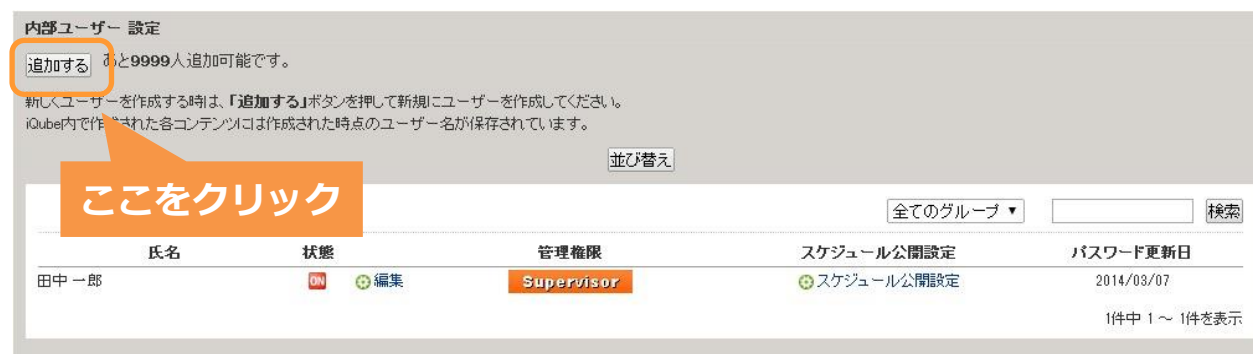 内部ユーザー 設定
追加する あと9999人追加可能です。
新しくユーザーを作成する時は、「追加する」ボタンを押して新規にユーザーを作成してください。
iQube内で作成された各コンテンツには作成された時点のユーザー名が保存されています。
並び替え
ここをクリック
全てのグループ ▼ 検索
氏名 状態 管理権限 スケジュール公開設定 パスワード更新日
田中 一郎 ON 編集 Supervisor スケジュール公開設定 2014/03/07
1件中 1 ～ 1件を表示